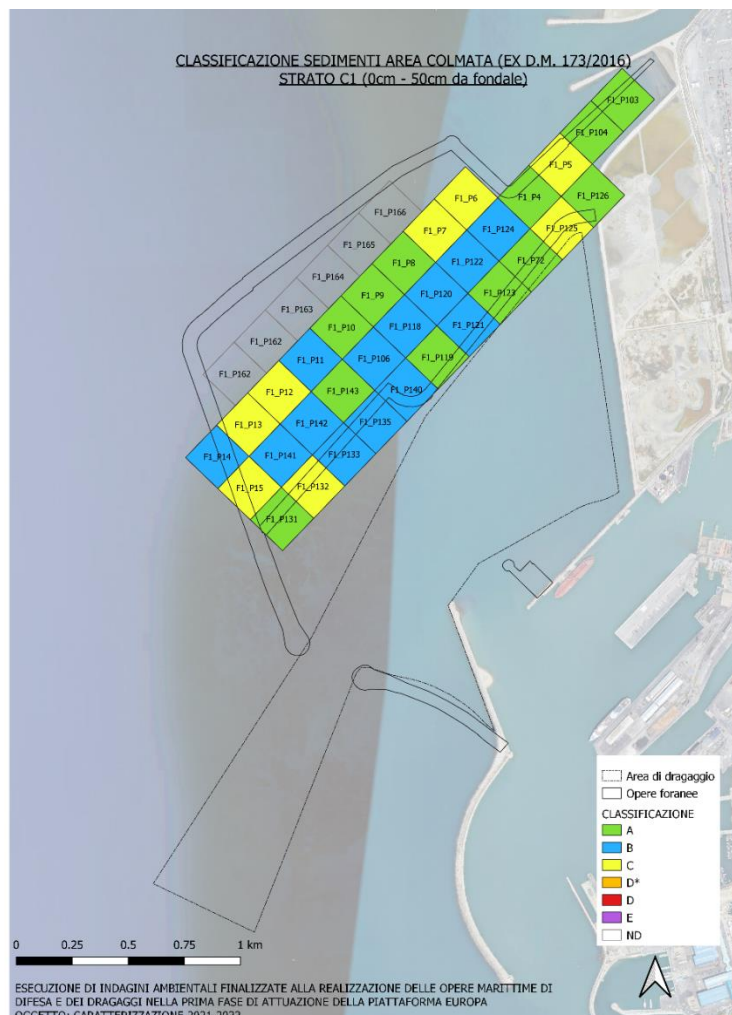 CLASSIFICAZIONE SEDIMENTI AREA COLMATA (EX D.M. 173/2016)
STRATO C1 (0cm - 50cm da fondale)
F1_P103
F1_P104
F1_P5
F1_P166
F1_P6
F1_P4
F1_P126
F1_P165
F1_P7
F1_P124
F1_P125
F1_P164
F1_P8
F1_P122
F1_P72
F1_P163
F1_P9
F1_P120
F1_P123
F1_P162
F1_P10
F1_P118
F1_P121
F1_P162
F1_P11
F1_P106
F1_P119
F1_P12
F1_P143
F1_P140
F1_P13
F1_P142
F1_P135
F1_P14
F1_P141
F1_P133
F1_P15
F1_P132
F1_P131
Area di dragaggio
Opere foranee
CLASSIFICAZIONE
A
B
C
D*
D
E
ND
0 0.25 0.5 0.75 1 km
ESECUZIONE DI INDAGINI AMBIENTALI FINALIZZATE ALLA REALIZZAZIONE DELLE OPERE MARITTIME DI
DIFESA E DEI DRAGAGGI NELLA PRIMA FASE DI ATTUAZIONE DELLA PIATTAFORMA EUROPA
OGGETTO: CARATTERIZZAZIONE 2021-2022